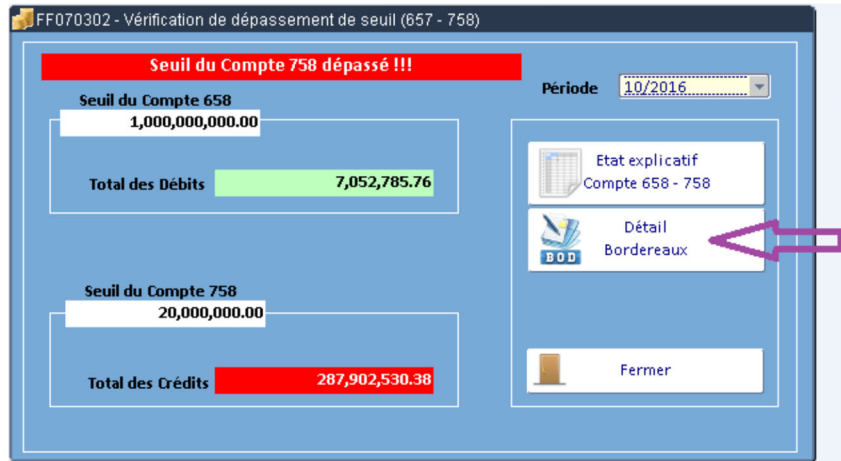 FF070302 - Vérification de dépassement de seuil (657 - 758)
Seuil du Compte 758 dépassé !!!
Période 10/2016
Seuil du Compte 658
1,000,000,000.00
Total des Débits 7,052,785.76
Etat explicatif
Compte 658 - 758
Détail
Bordereaux
BOD
Seuil du Compte 758
20,000,000.00
Total des Crédits 287,902,530.38
Fermer